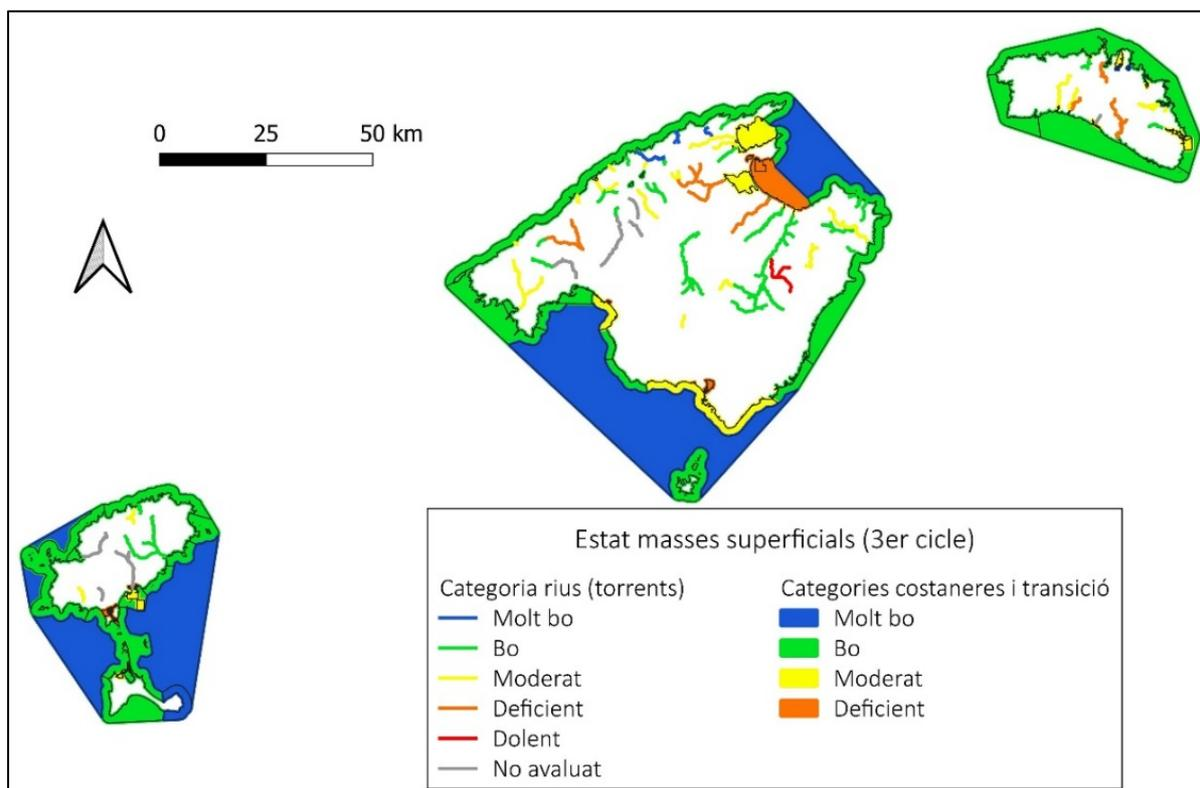 0 25 50 km
Estat masses superficials (3er cicle)
Categoria rius (torrents)
Molt bo
Bo
Moderat
Deficient
Dolent
No avaluat
Categories costaneres i transició
Molt bo
Bo
Moderat
Deficient